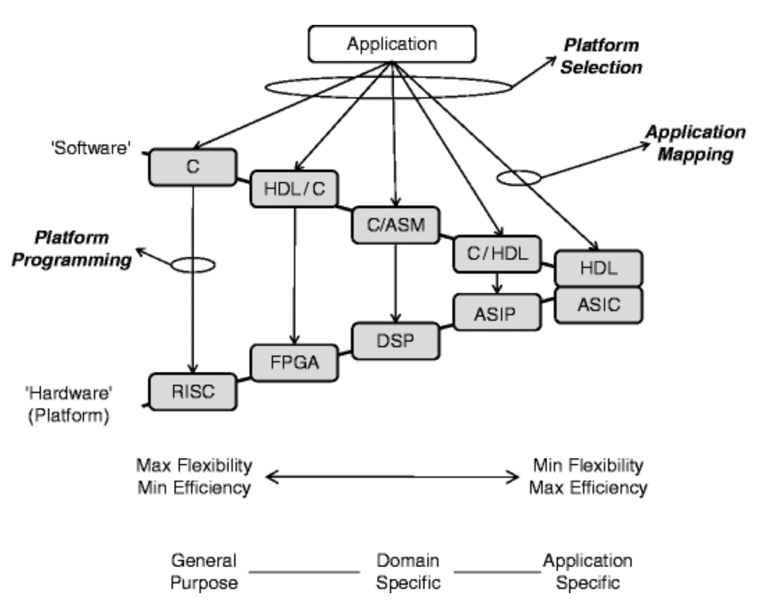 Application
Platform
Selection
'Software'
C
HDL/C
C/ASM
C/HDL
HDL
Application
Mapping
Platform
Programming
ASIC
ASIP
DSP
FPGA
RISC
'Hardware'
(Platform)
Max Flexibility
Min Efficiency
Min Flexibility
Max Efficiency
General
Purpose
Domain
Specific
Application
Specific